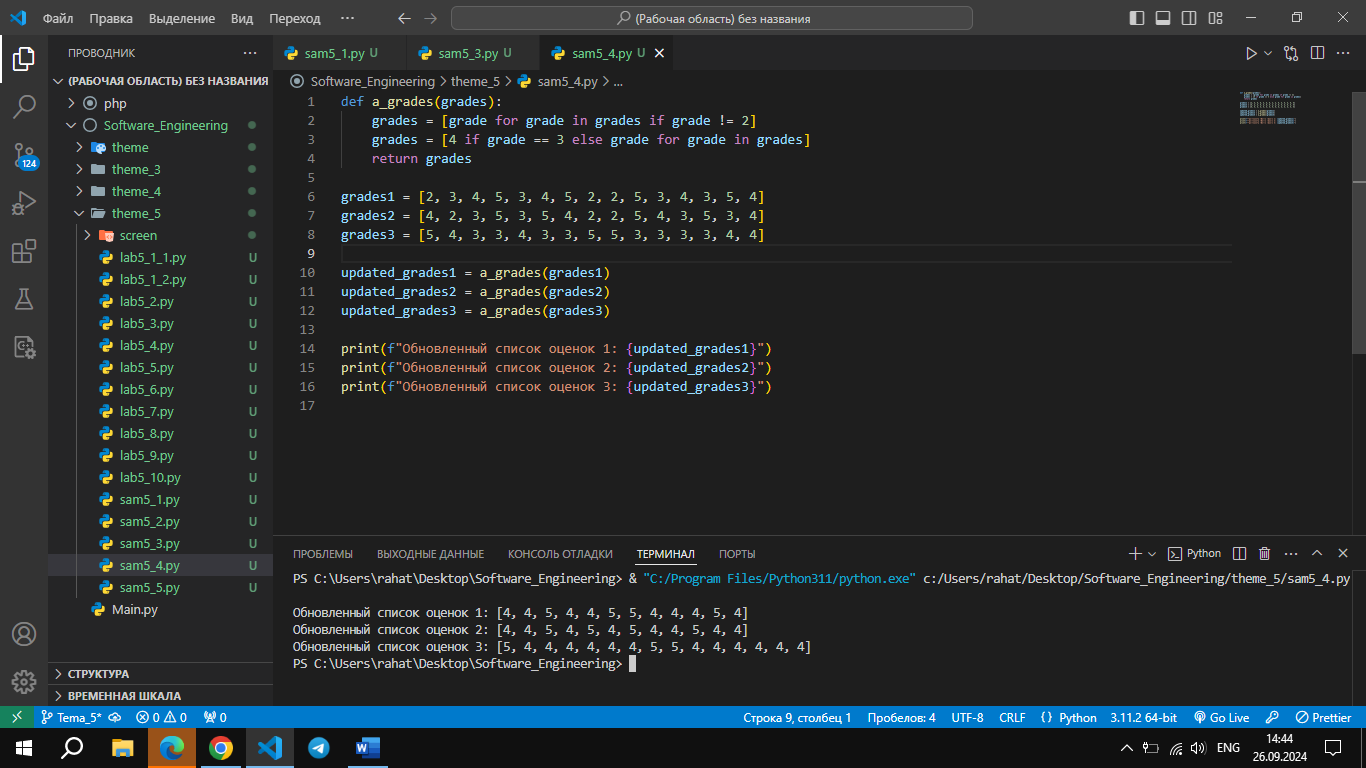 Файл Правка Выделение Вид Переход ··· (Рабочая область) без названия
ПРОВОДНИК ···
(РАБОЧАЯ ОБЛАСТЬ) БЕЗ НАЗВАНИЯ
php
Software_Engineering
theme
theme_3
theme_4
theme_5
screen
lab5_1_1.py U
lab5_1_2.py U
lab5_2.py U
lab5_3.py U
lab5_4.py U
lab5_5.py U
lab5_6.py U
lab5_7.py U
lab5_8.py U
lab5_9.py U
lab5_10.py U
sam5_1.py U
sam5_2.py U
sam5_3.py U
sam5_4.py U
sam5_5.py U
Main.py
СТРУКТУРА
ВРЕМЕННАЯ ШКАЛА
124
sam5_1.py U sam5_3.py U sam5_4.py U
Software_Engineering > theme_5 > sam5_4.py > ...
1 def a_grades(grades):
2 grades = [grade for grade in grades if grade != 2]
3 grades = [4 if grade == 3 else grade for grade in grades]
4 return grades
5
6 grades1 = [2, 3, 4, 5, 3, 4, 5, 2, 2, 5, 3, 4, 3, 5, 4]
7 grades2 = [4, 2, 3, 5, 3, 5, 4, 2, 2, 5, 4, 3, 5, 3, 4]
8 grades3 = [5, 4, 3, 3, 4, 3, 3, 5, 5, 3, 3, 3, 3, 4, 4]
9
10 updated_grades1 = a_grades(grades1)
11 updated_grades2 = a_grades(grades2)
12 updated_grades3 = a_grades(grades3)
13
14 print(f"Обновленный список оценок 1: {updated_grades1}")
15 print(f"Обновленный список оценок 2: {updated_grades2}")
16 print(f"Обновленный список оценок 3: {updated_grades3}")
17
ПРОБЛЕМЫ ВЫХОДНЫЕ ДАННЫЕ КОНСОЛЬ ОТЛАДКИ ТЕРМИНАЛ ПОРТЫ Python
PS C:\Users\rahat\Desktop\Software_Engineering> & "C:/Program Files/Python311/python.exe" c:/Users/rahat/Desktop/Software_Engineering/theme_5/sam5_4.py
Обновленный список оценок 1: [4, 4, 5, 4, 4, 5, 5, 4, 4, 4, 5, 4]
Обновленный список оценок 2: [4, 4, 5, 4, 5, 4, 5, 4, 4, 5, 4, 4]
Обновленный список оценок 3: [5, 4, 4, 4, 4, 4, 4, 5, 5, 4, 4, 4, 4, 4, 4]
PS C:\Users\rahat\Desktop\Software_Engineering>
Tema_5* 0 0 0 Строка 9, столбец 1 Пробелов: 4 UTF-8 CRLF Python 3.11.2 64-bit Go Live Prettier
ENG 14:44
26.09.2024